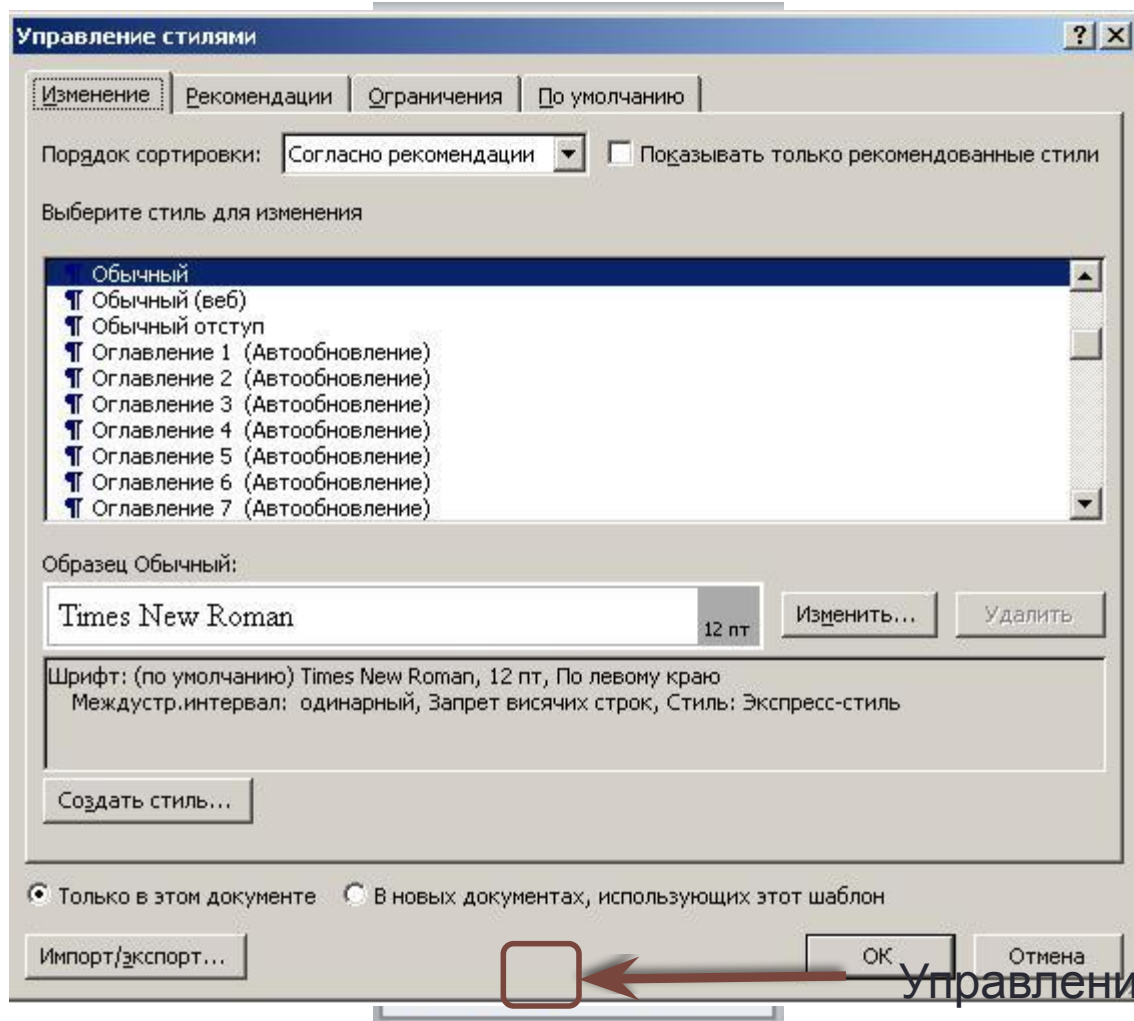 Управление стилями
Изменение Рекомендации Ограничения По умолчанию
Порядок сортировки: Согласно рекомендации Показывать только рекомендованные стили
Выберите стиль для изменения
¶ Обычный
¶ Обычный (веб)
¶ Обычный отступ
¶ Оглавление 1 (Автообновление)
¶ Оглавление 2 (Автообновление)
¶ Оглавление 3 (Автообновление)
¶ Оглавление 4 (Автообновление)
¶ Оглавление 5 (Автообновление)
¶ Оглавление 6 (Автообновление)
¶ Оглавление 7 (Автообновление)
Образец Обычный:
Times New Roman 12 пт Изменить... Удалить
Шрифт: (по умолчанию) Times New Roman, 12 пт, По левому краю
Междустр.интервал: одинарный, Запрет висячих строк, Стиль: Экспресс-стиль
Создать стиль...
Только в этом документе В новых документах, использующих этот шаблон
Импорт/экспорт... ОК Отмена
Управлени